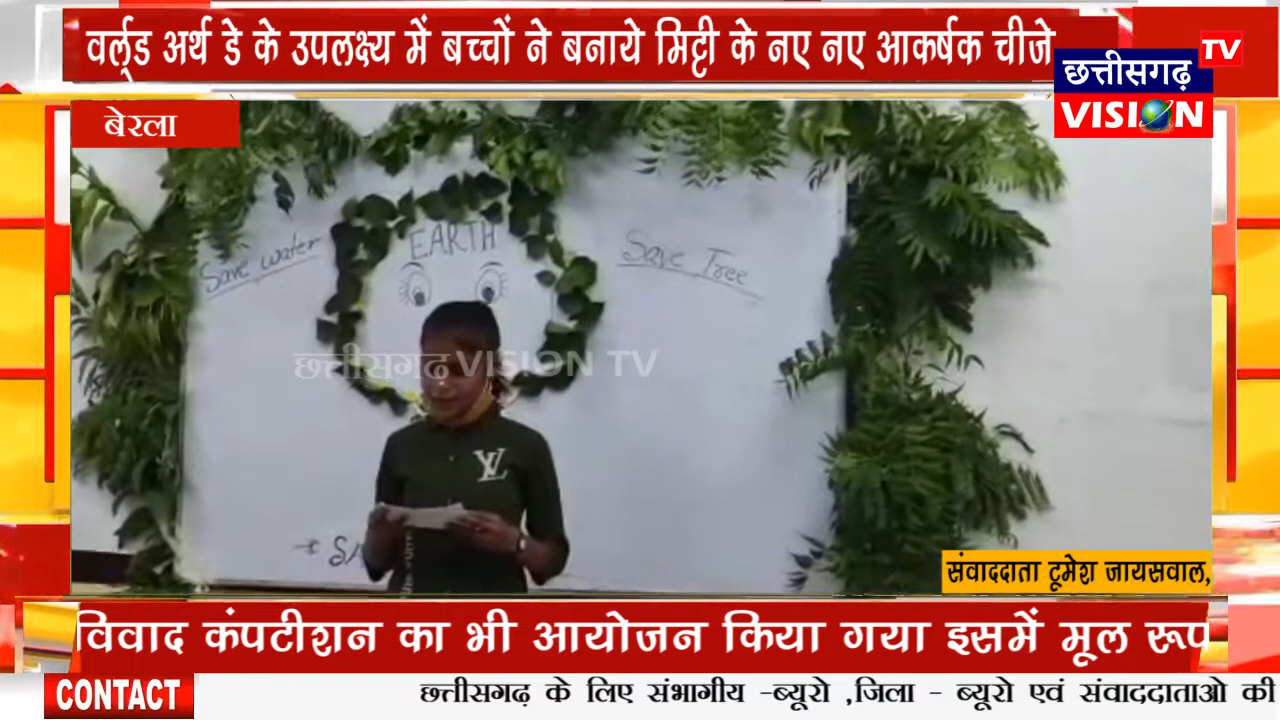 वर्ल्ड अर्थ डे के उपलक्ष्य में बच्चों ने बनाये मिट्टी के नए नए आकर्षक चीजे
TV
छत्तीसगढ़
VISION
बेरला
EARTH
Save water
Save Tree
छत्तीसगढ़ VISION TV
LV
संवाददाता टूमेश जायसवाल,
विवाद कंपटीशन का भी आयोजन किया गया इसमें मूल रूप
CONTACT
छत्तीसगढ़ के लिए संभागीय -ब्यूरो ,जिला - ब्यूरो एवं संवाददाताओ की